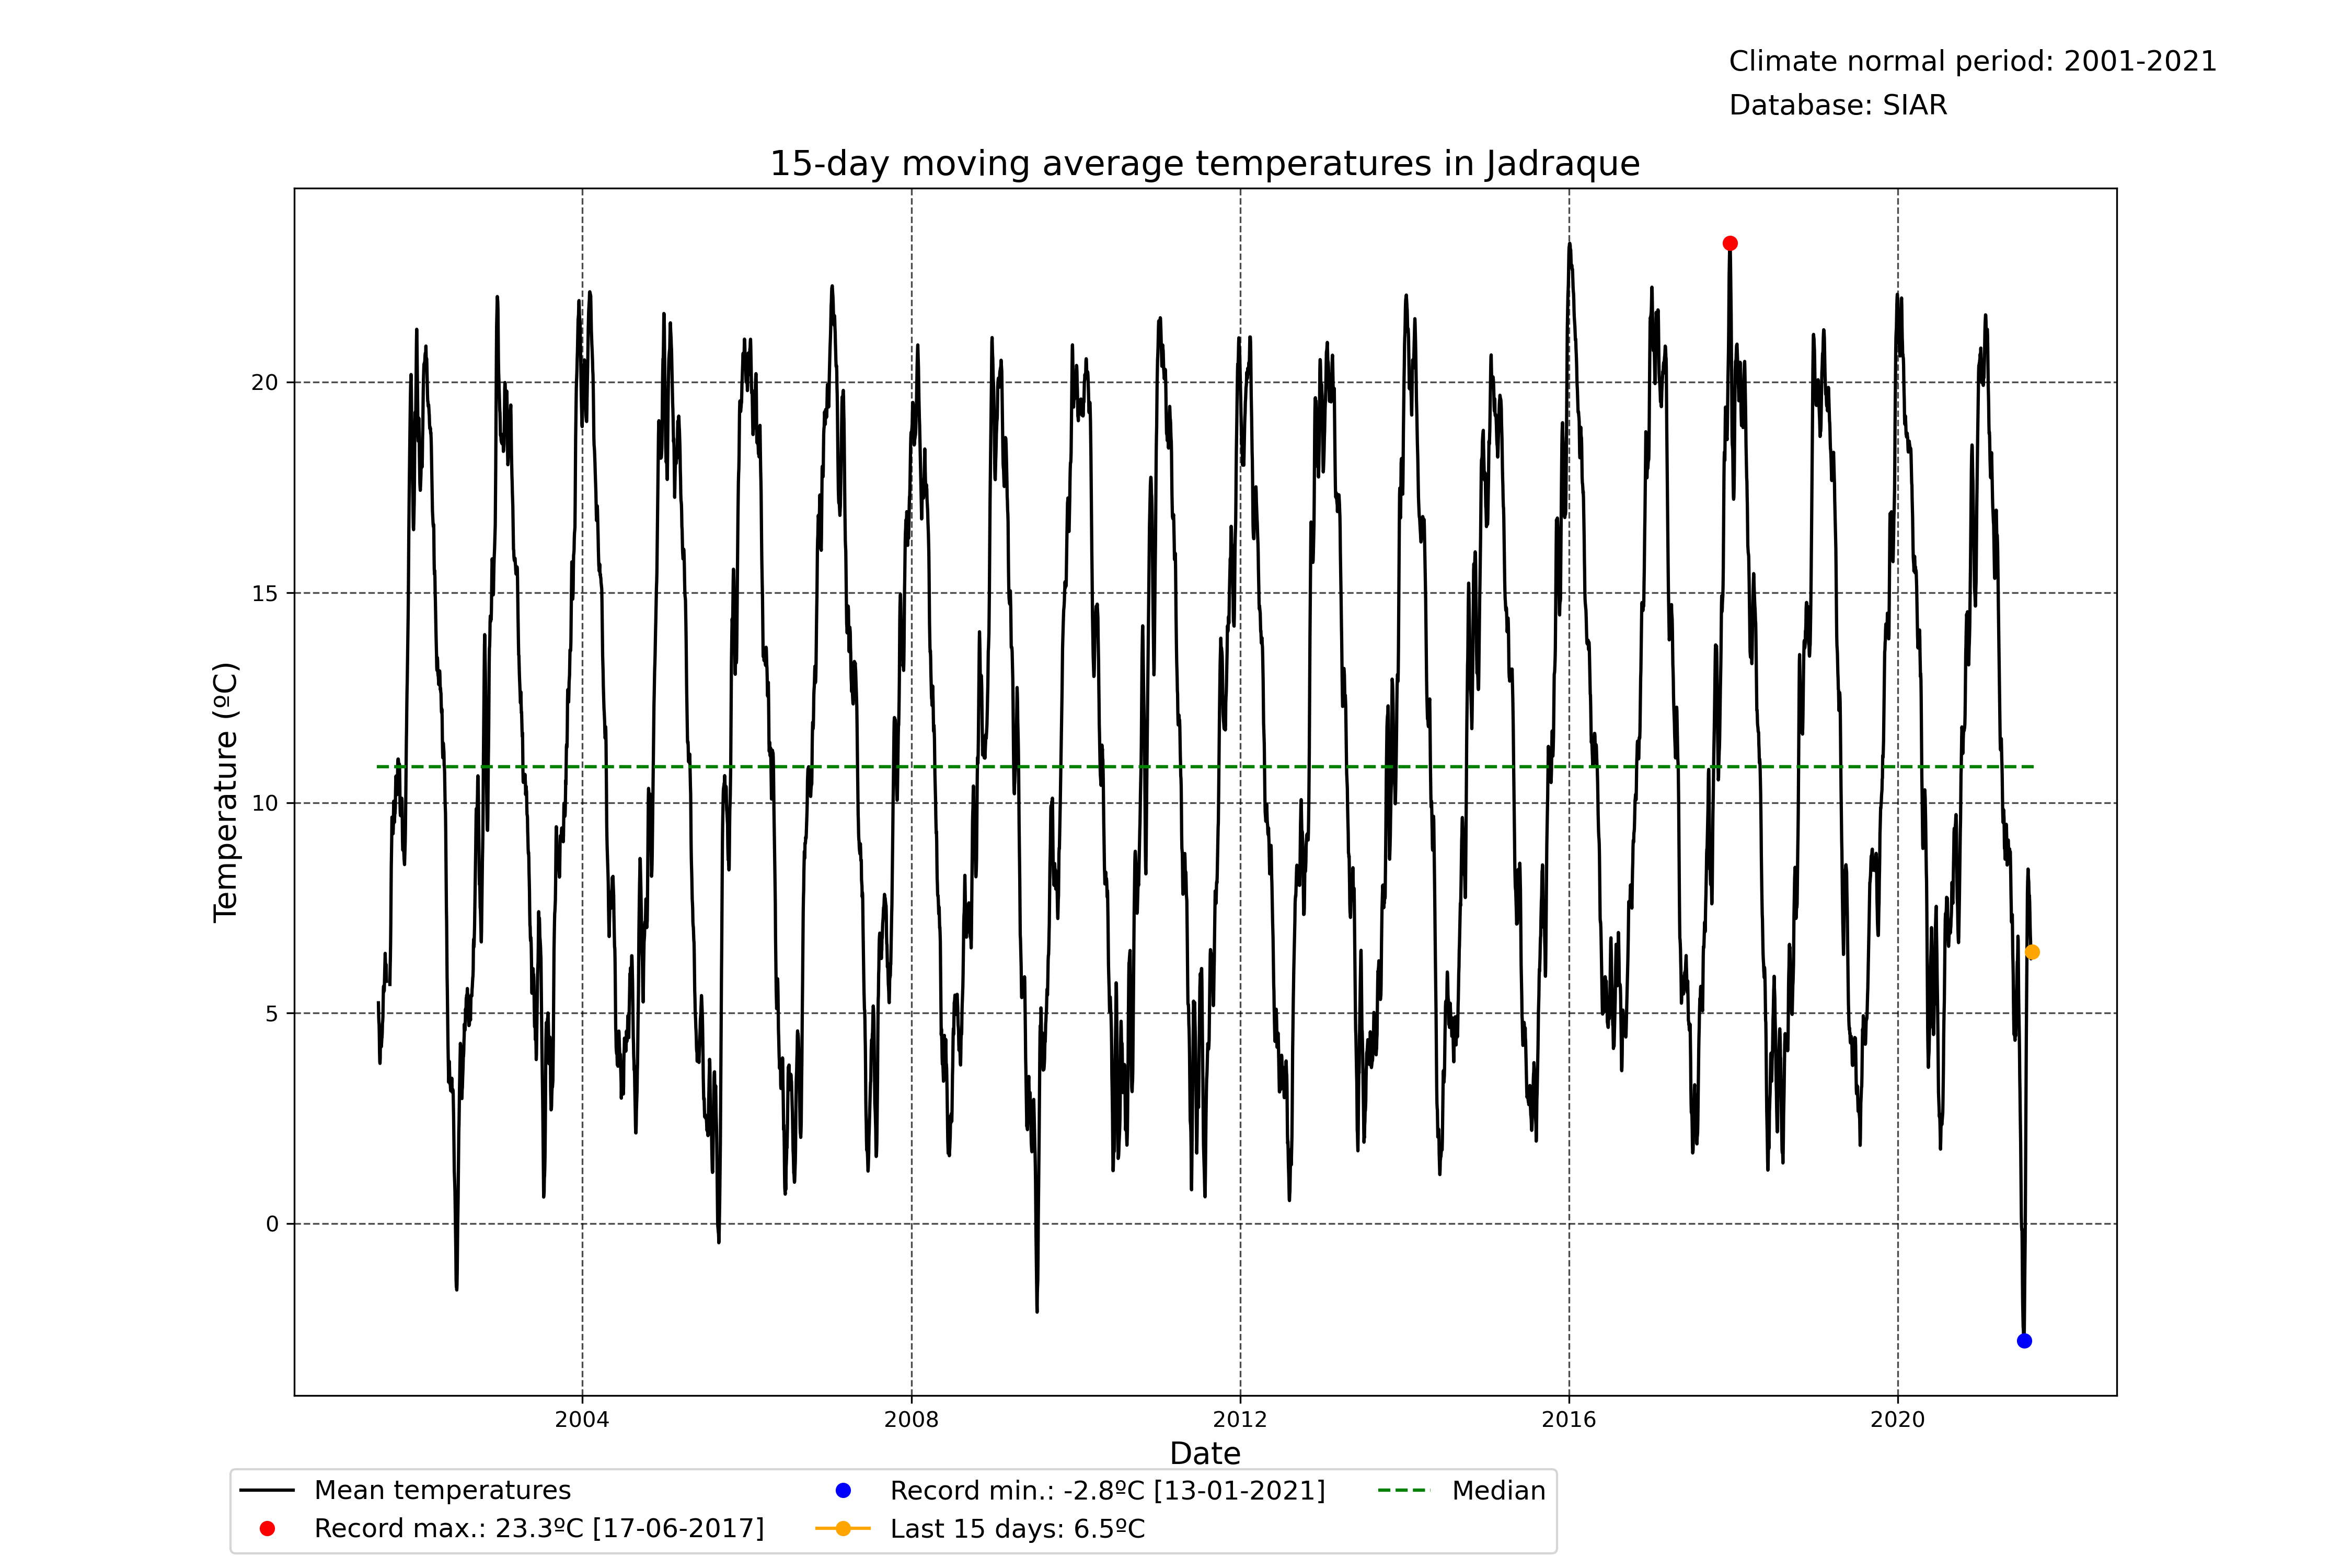 Climate normal period: 2001-2021
Database: SIAR
15-day moving average temperatures in Jadraque
Temperature (ºC)
20
15
10
5
0
2004
2008
2012
2016
2020
Date
Mean temperatures
Record max.: 23.3ºC [17-06-2017]
Record min.: -2.8ºC [13-01-2021]
Last 15 days: 6.5ºC
Median